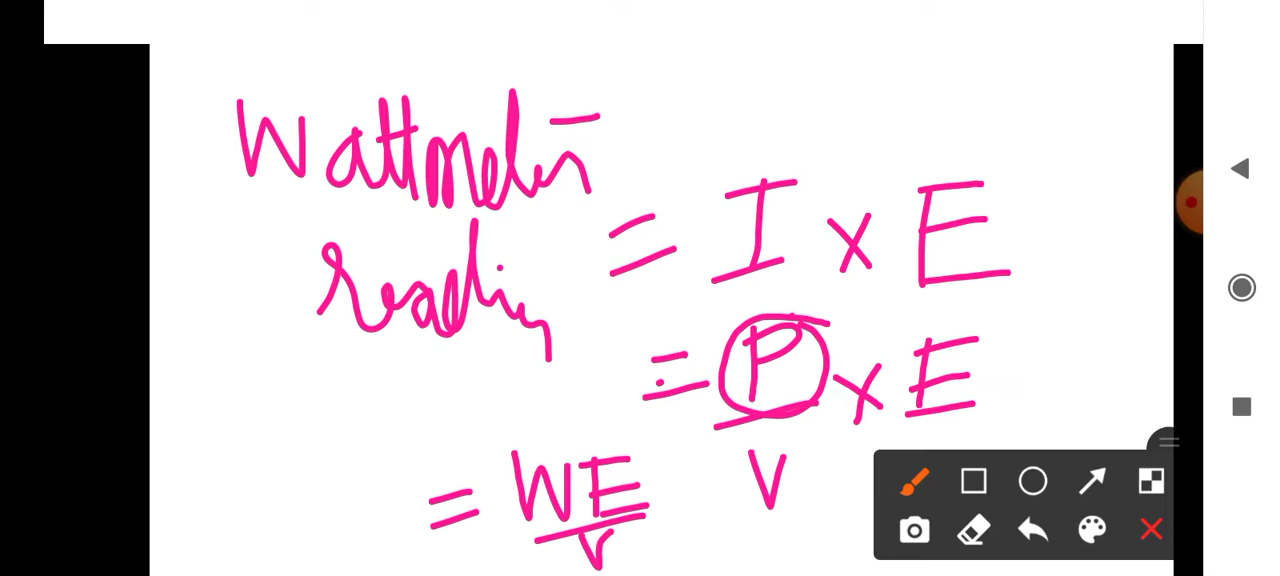 Wattmeter
reading = I x E
= P/V x E
= WE/V